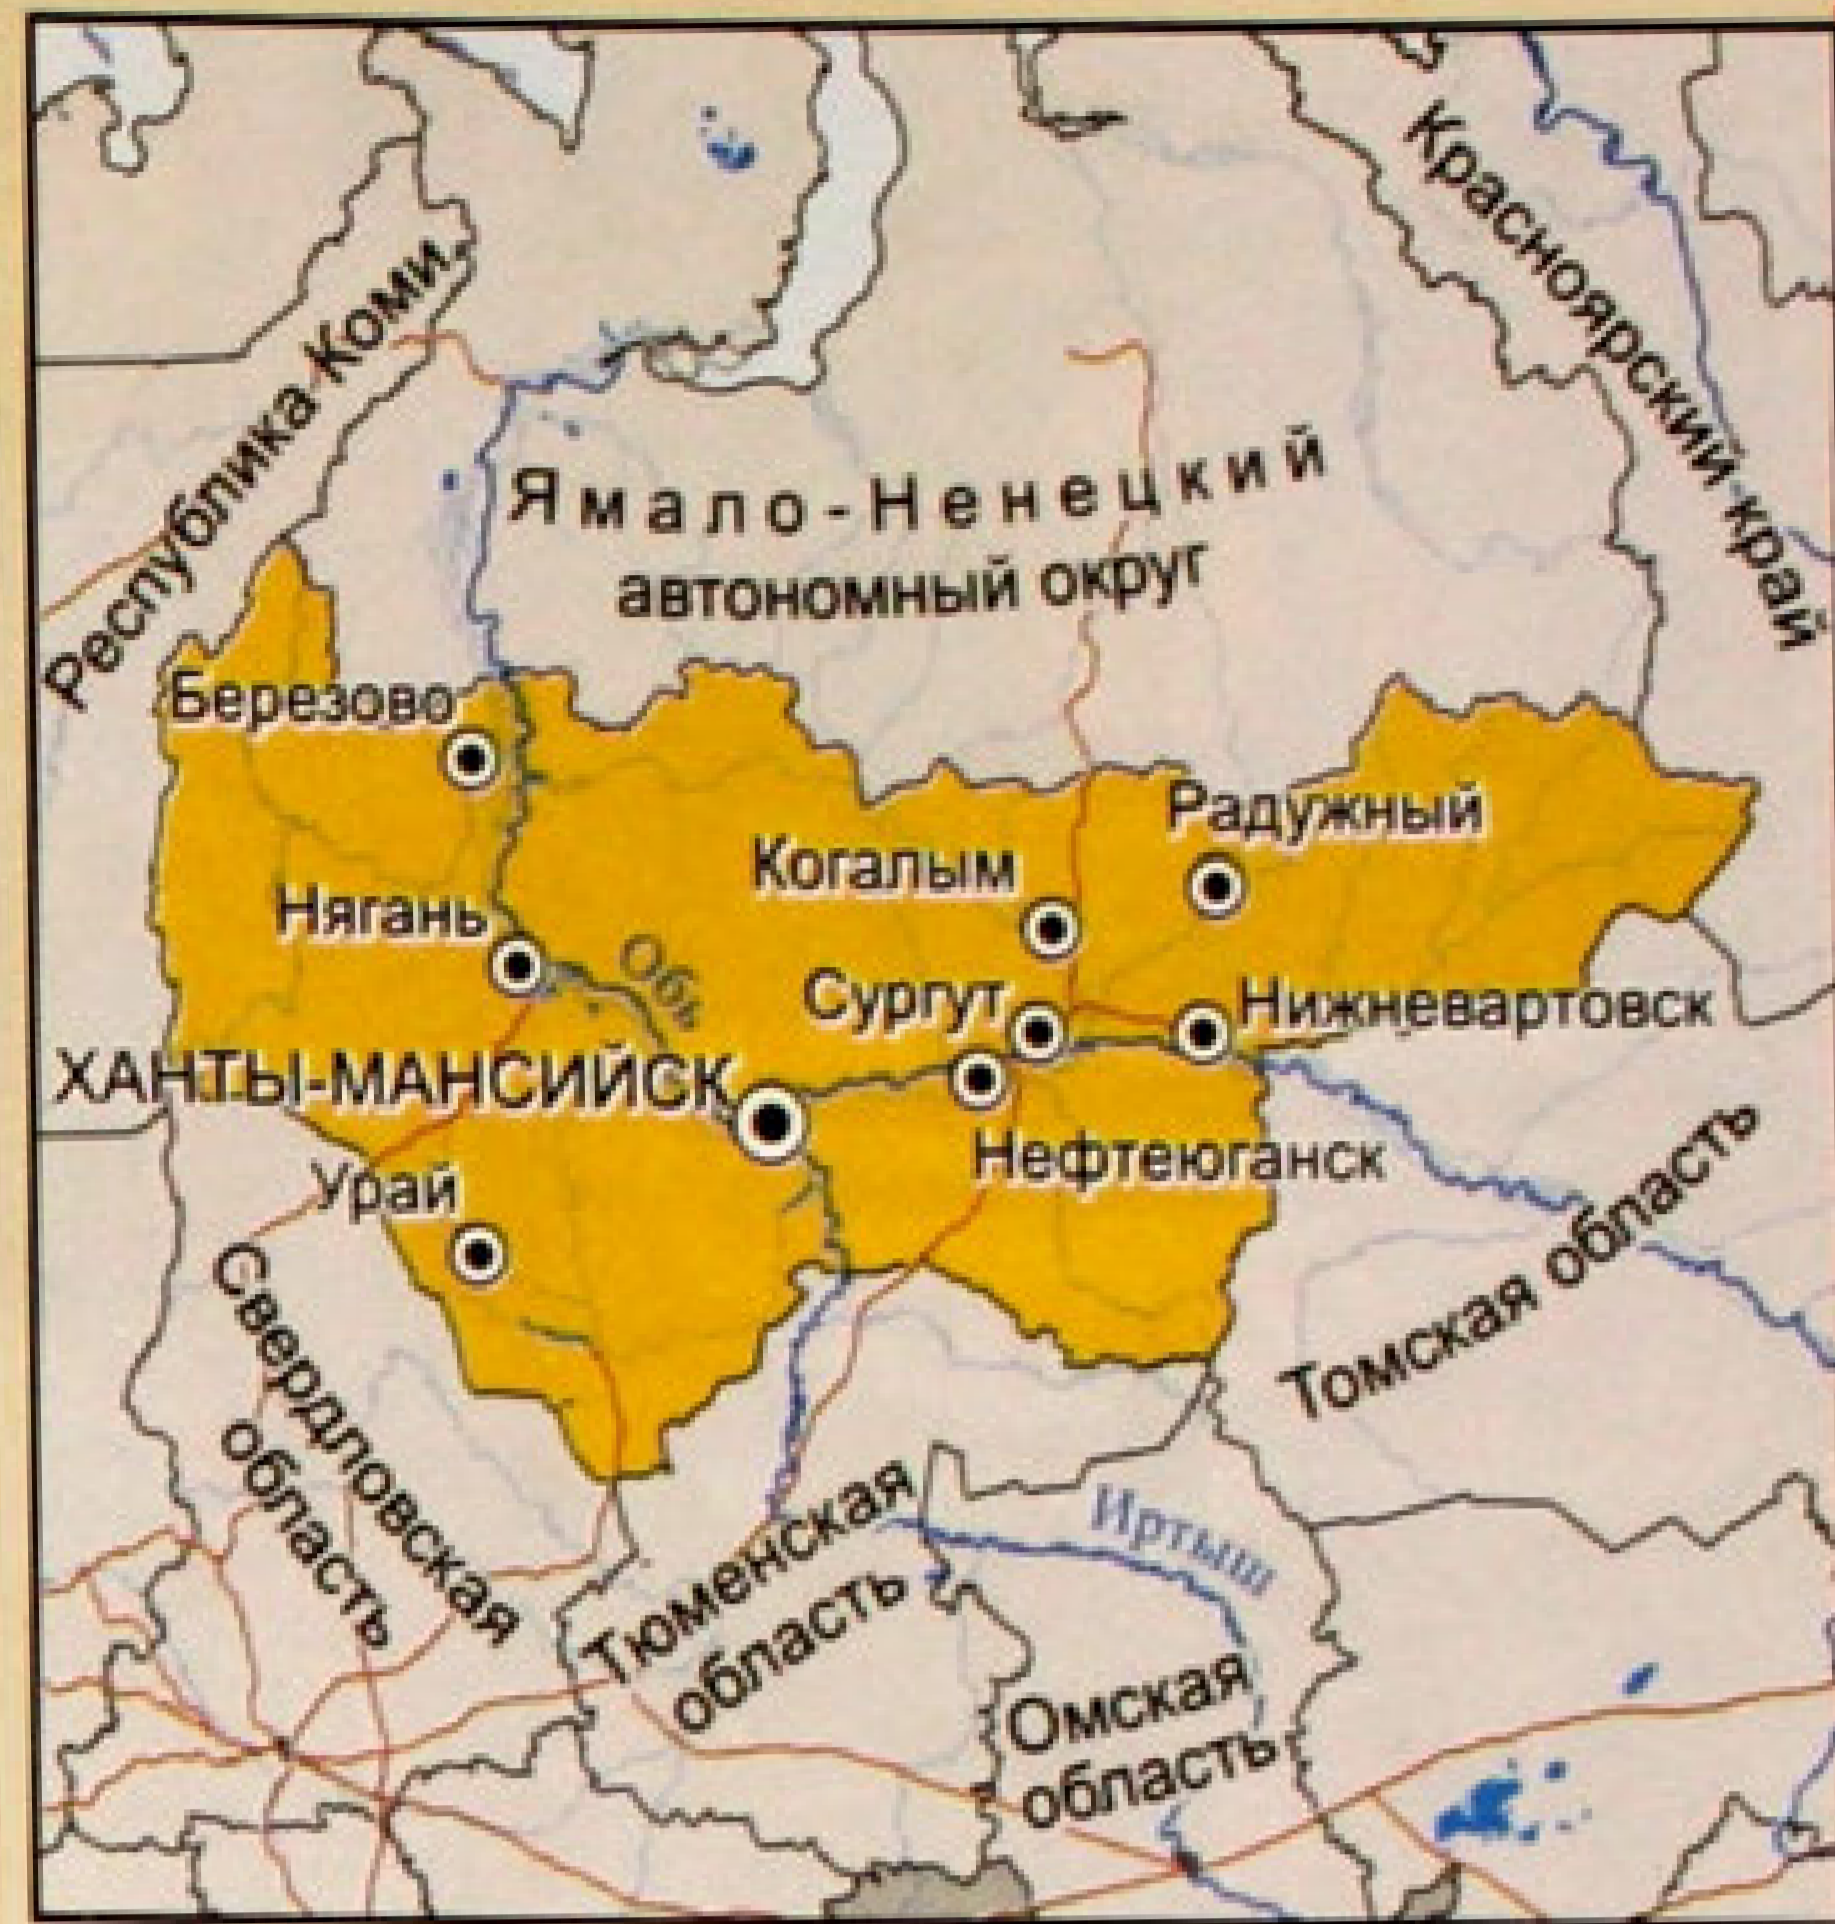 Красноярский край
Республика Коми
Ямало-Ненецкий
автономный округ
Березово
Радужный
Когалым
Нягань
Обь
Сургут
Нижневартовск
ХАНТЫ-МАНСИЙСК
Нефтеюганск
Урай
Томская область
Свердловская
область
Иртыш
Тюменская
область
Омская
область